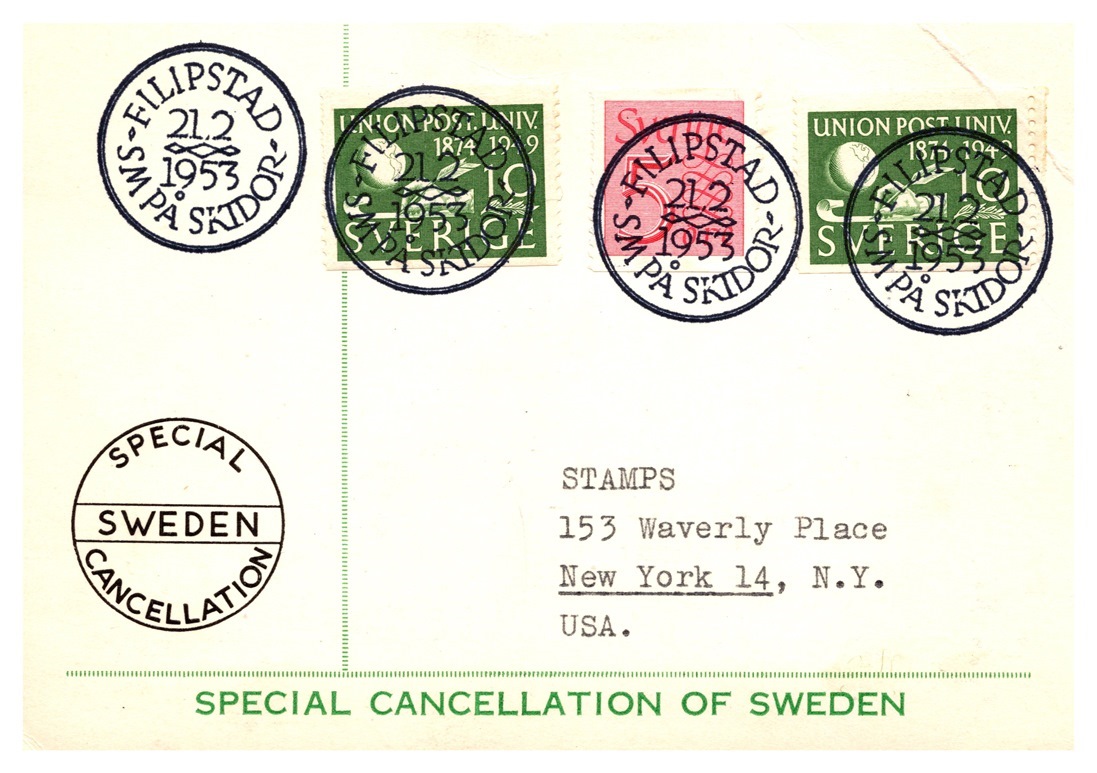 -FILIPSTAD-
21.2
1953
SM PÅ SKIDOR
UNION POST. UNIV.
1874 1949
10
SVERIGE
-FILIPSTAD-
21.2
1953
SM PÅ SKIDOR
Sverige
5
-FILIPSTAD-
21.2
1953
SM PÅ SKIDOR
UNION POST. UNIV.
1874-1949
10
SVERIGE
-FILIPSTAD-
21.2
1953
SM PÅ SKIDOR
SPECIAL
SWEDEN
CANCELLATION
STAMPS
153 Waverly Place
New York 14, N.Y.
USA.
SPECIAL CANCELLATION OF SWEDEN